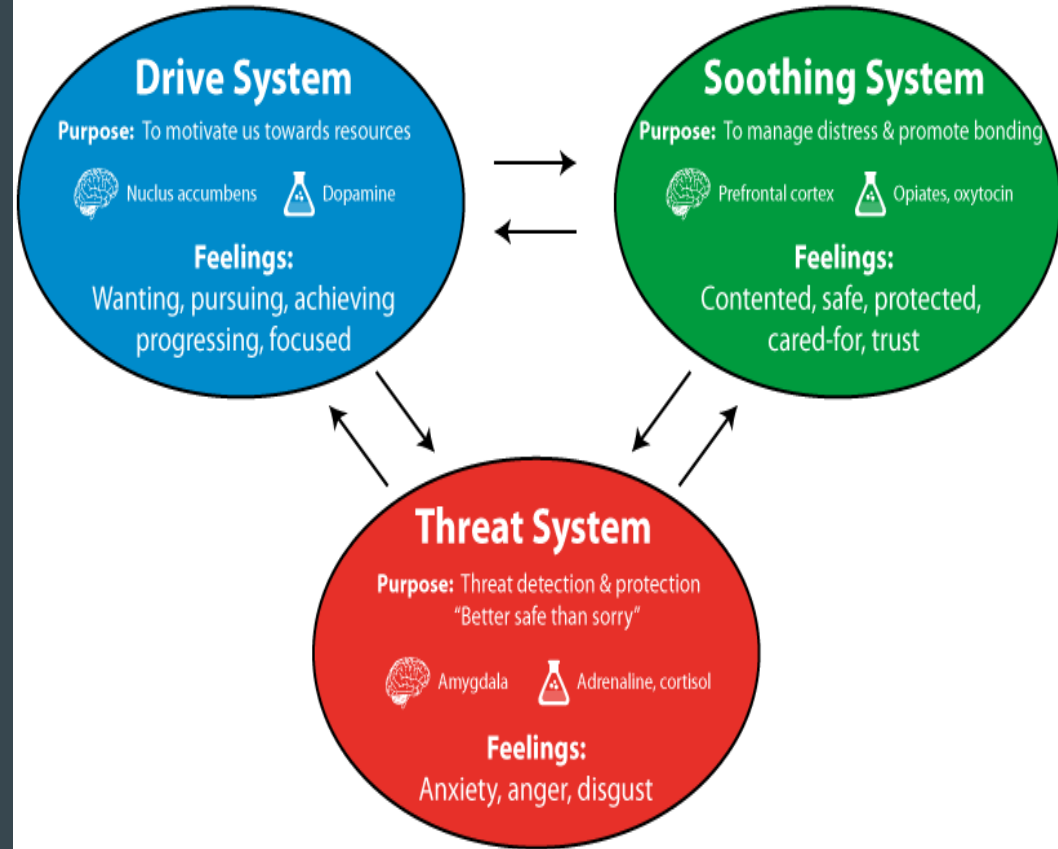 Drive System
Purpose: To motivate us towards resources
Nuclus accumbens
Dopamine
Feelings:
Wanting, pursuing, achieving
progressing, focused
Soothing System
Purpose: To manage distress & promote bonding
Prefrontal cortex
Opiates, oxytocin
Feelings:
Contented, safe, protected,
cared-for, trust
Threat System
Purpose: Threat detection & protection
“Better safe than sorry”
Amygdala
Adrenaline, cortisol
Feelings:
Anxiety, anger, disgust